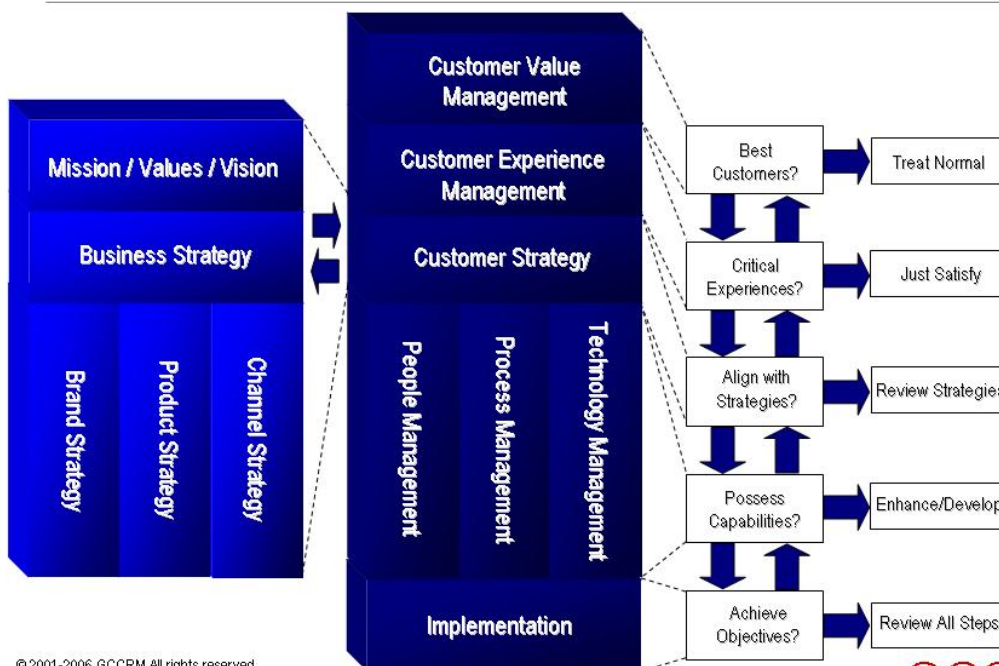 Mission / Values / Vision
Business Strategy
Brand Strategy
Product Strategy
Channel Strategy
Customer Value
Management
Customer Experience
Management
Customer Strategy
People Management
Process Management
Technology Management
Implementation
Best
Customers?
Treat Normal
Critical
Experiences?
Just Satisfy
Align with
Strategies?
Review Strategies
Possess
Capabilities?
Enhance/Develop
Achieve
Objectives?
Review All Steps
© 2001-2006 GCCRM All rights reserved